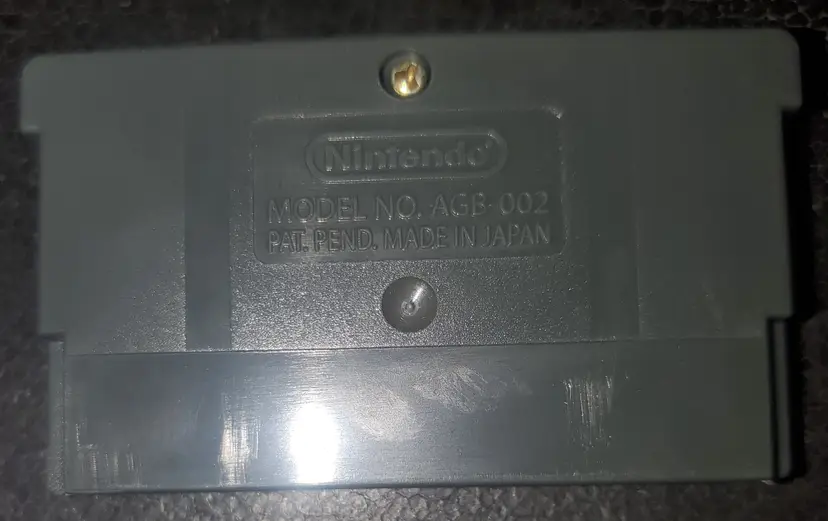 Nintendo®
MODEL NO. AGB-002
PAT. PEND. MADE IN JAPAN